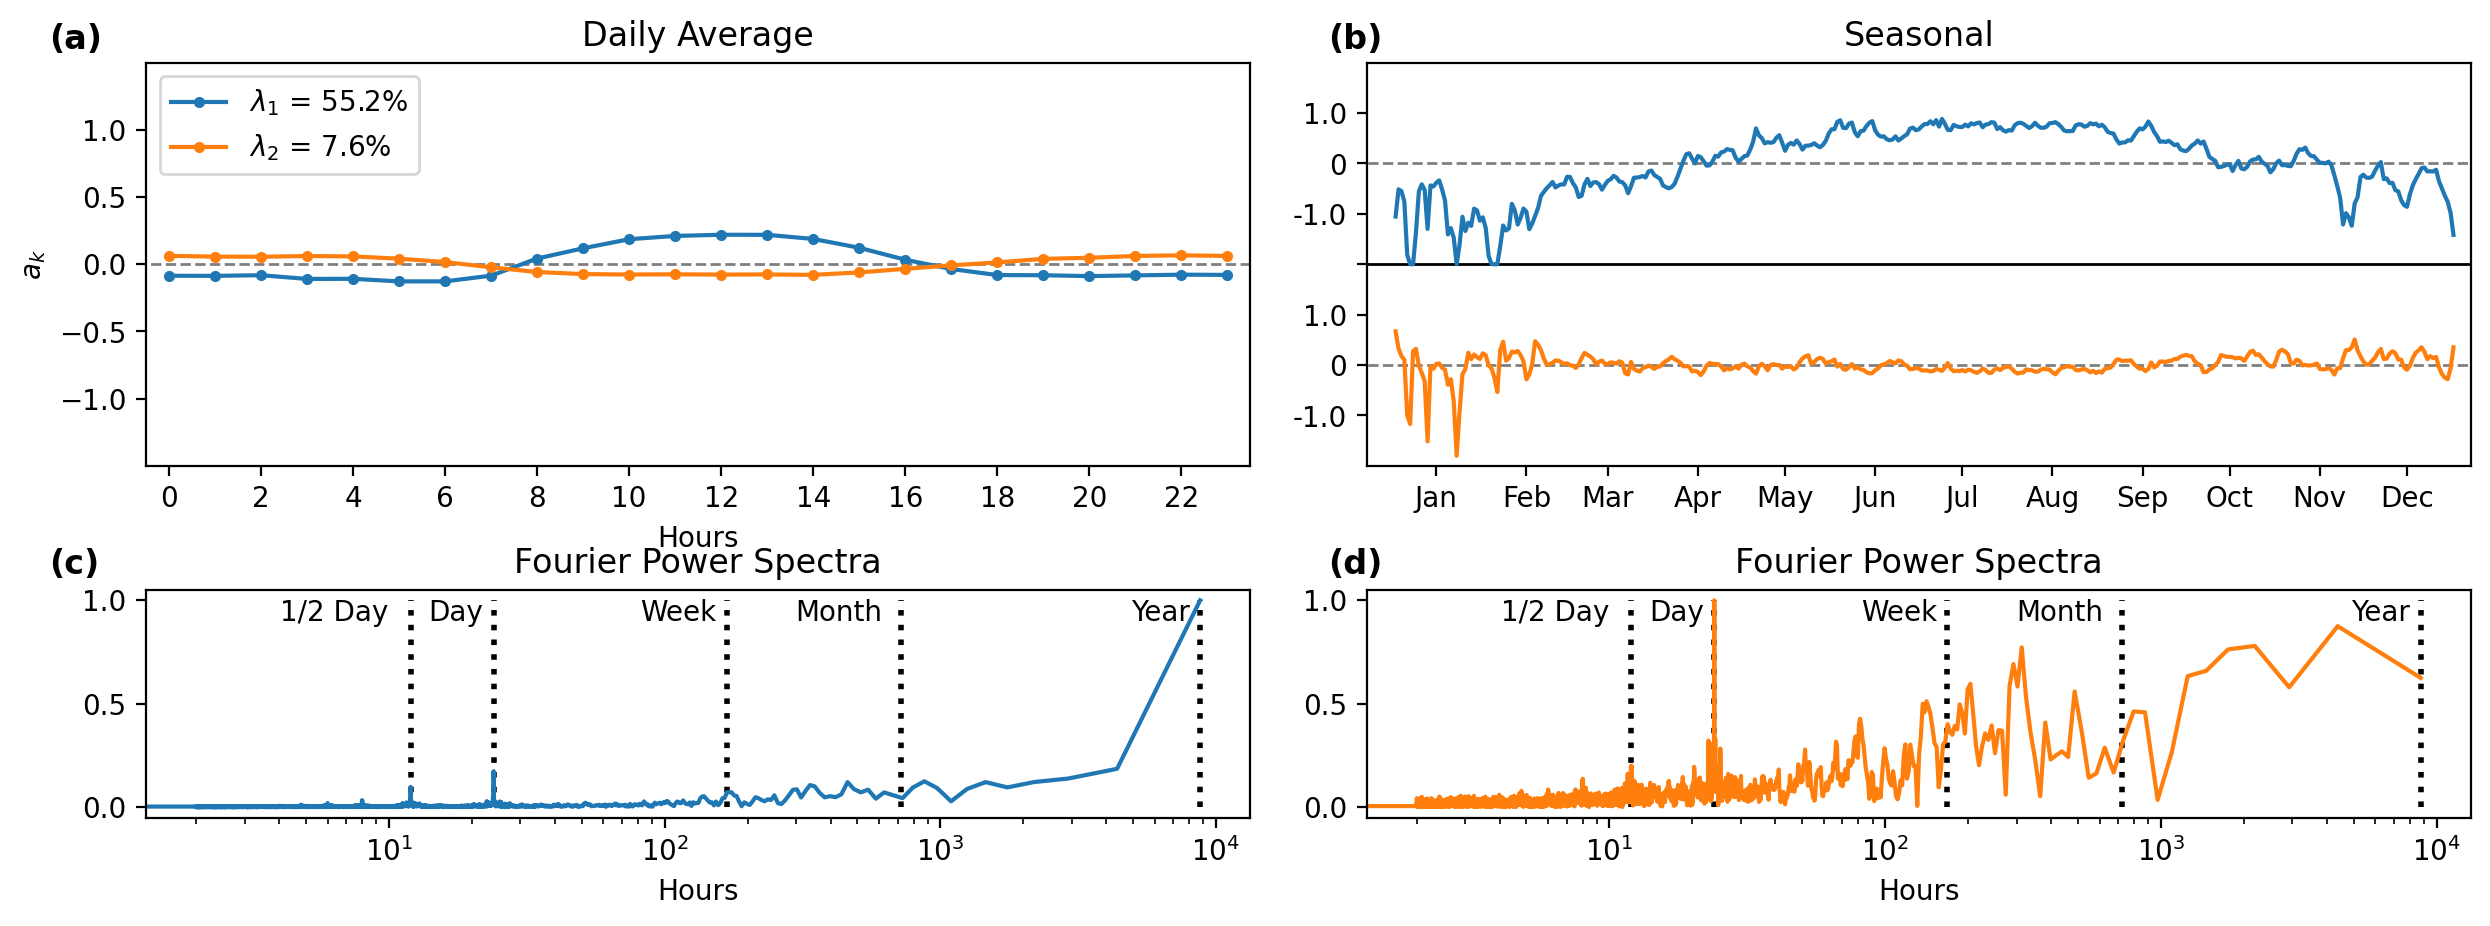 (a) Daily Average
λ1 = 55.2%
λ2 = 7.6%
1.0
0.5
0.0
−0.5
−1.0
ak
0 2 4 6 8 10 12 14 16 18 20 22
Hours
(b) Seasonal
1.0
0
-1.0
1.0
0
-1.0
Jan Feb Mar Apr May Jun Jul Aug Sep Oct Nov Dec
(c) Fourier Power Spectra
1/2 Day Day Week Month Year
1.0
0.5
0.0
10^1 10^2 10^3 10^4
Hours
(d) Fourier Power Spectra
1/2 Day Day Week Month Year
1.0
0.5
0.0
10^1 10^2 10^3 10^4
Hours